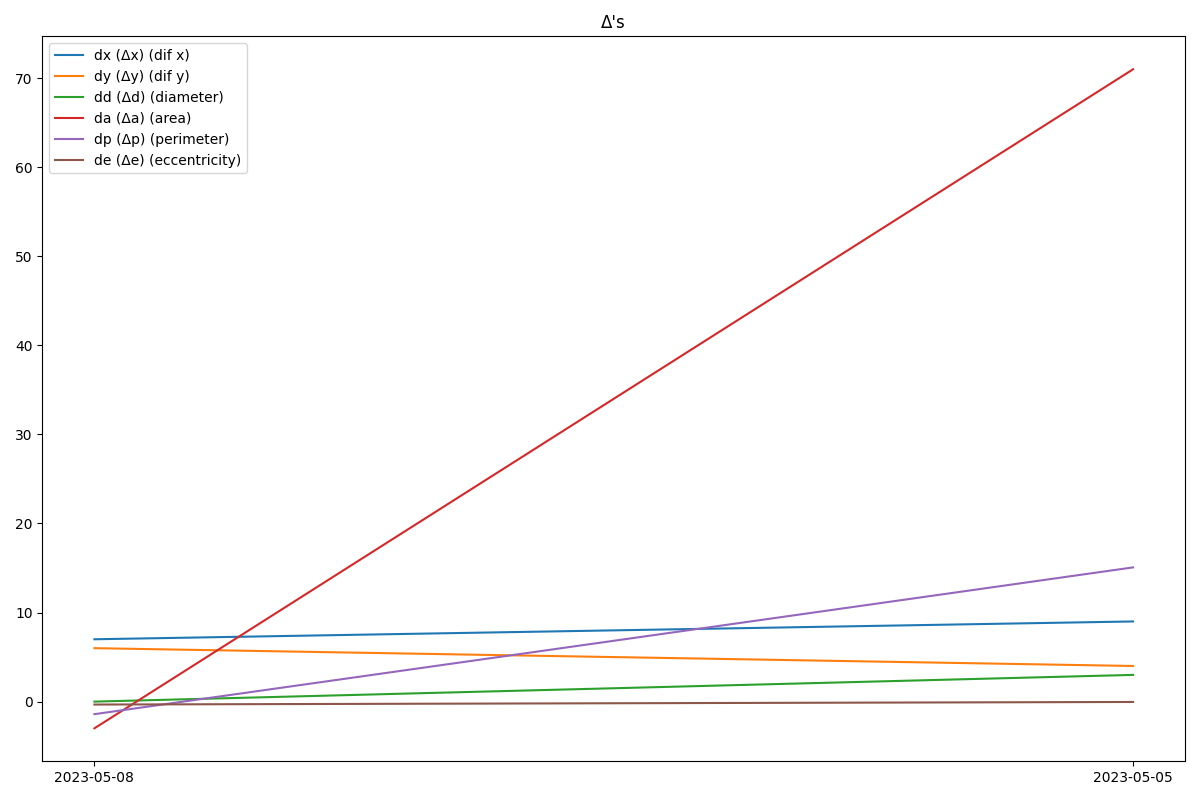 Δ's
dx (Δx) (dif x)
dy (Δy) (dif y)
dd (Δd) (diameter)
da (Δa) (area)
dp (Δp) (perimeter)
de (Δe) (eccentricity)
70
60
50
40
30
20
10
0
2023-05-08
2023-05-05